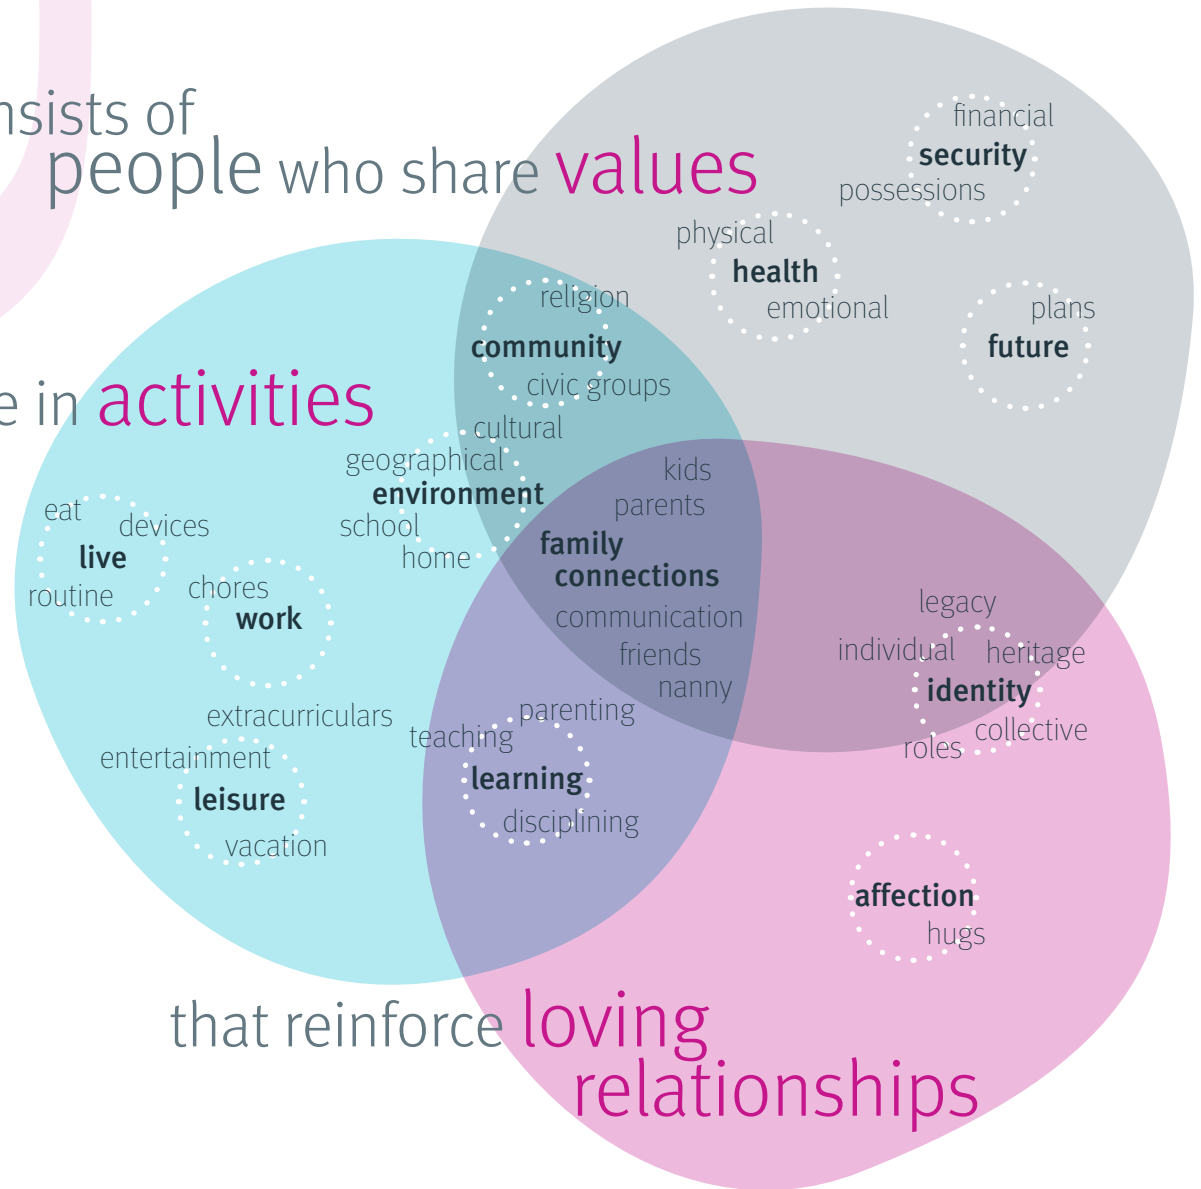 nsists of
people who share values
financial
security
possessions
physical
health
emotional
plans
future
religion
community
civic groups
e in activities
cultural
geographical
environment
school
home
kids
parents
family
connections
communication
friends
nanny
eat
devices
live
routine
chores
work
legacy
individual heritage
identity
collective
roles
extracurriculars
entertainment
leisure
vacation
parenting
teaching
learning
disciplining
affection
hugs
that reinforce loving
relationships